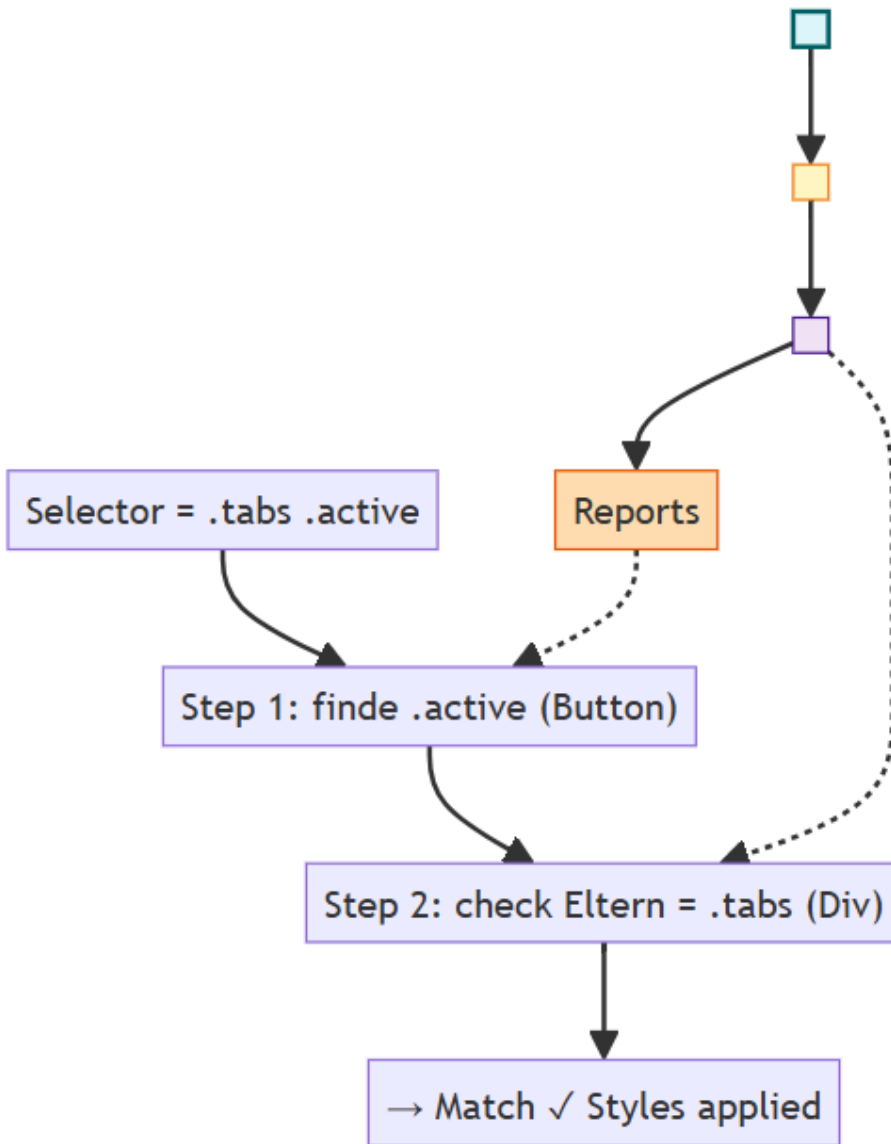 Selector = .tabs .active
Reports
Step 1: finde .active (Button)
Step 2: check Eltern = .tabs (Div)
→ Match ✓ Styles applied